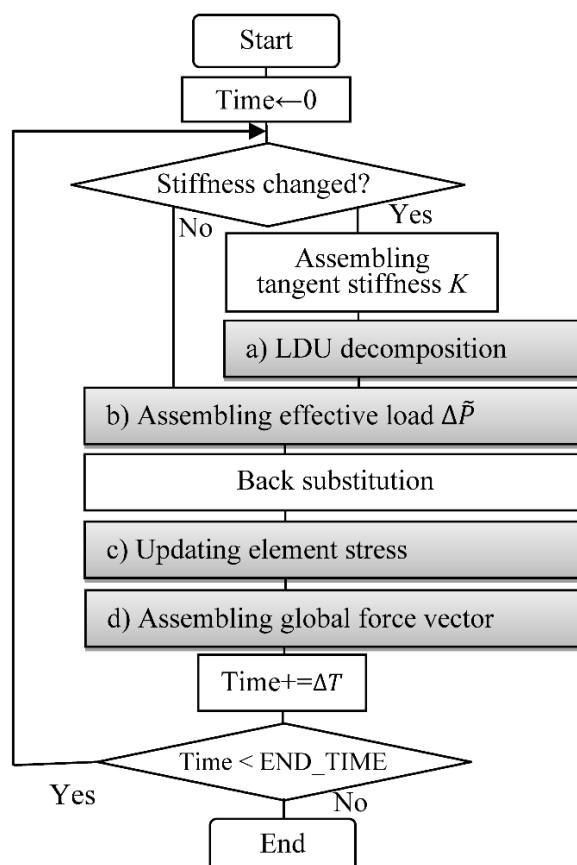 Start
Time←0
Stiffness changed?
No
Yes
Assembling
tangent stiffness K
a) LDU decomposition
b) Assembling effective load ΔP̃
Back substitution
c) Updating element stress
d) Assembling global force vector
Time+=ΔT
Time < END_TIME
Yes
No
End